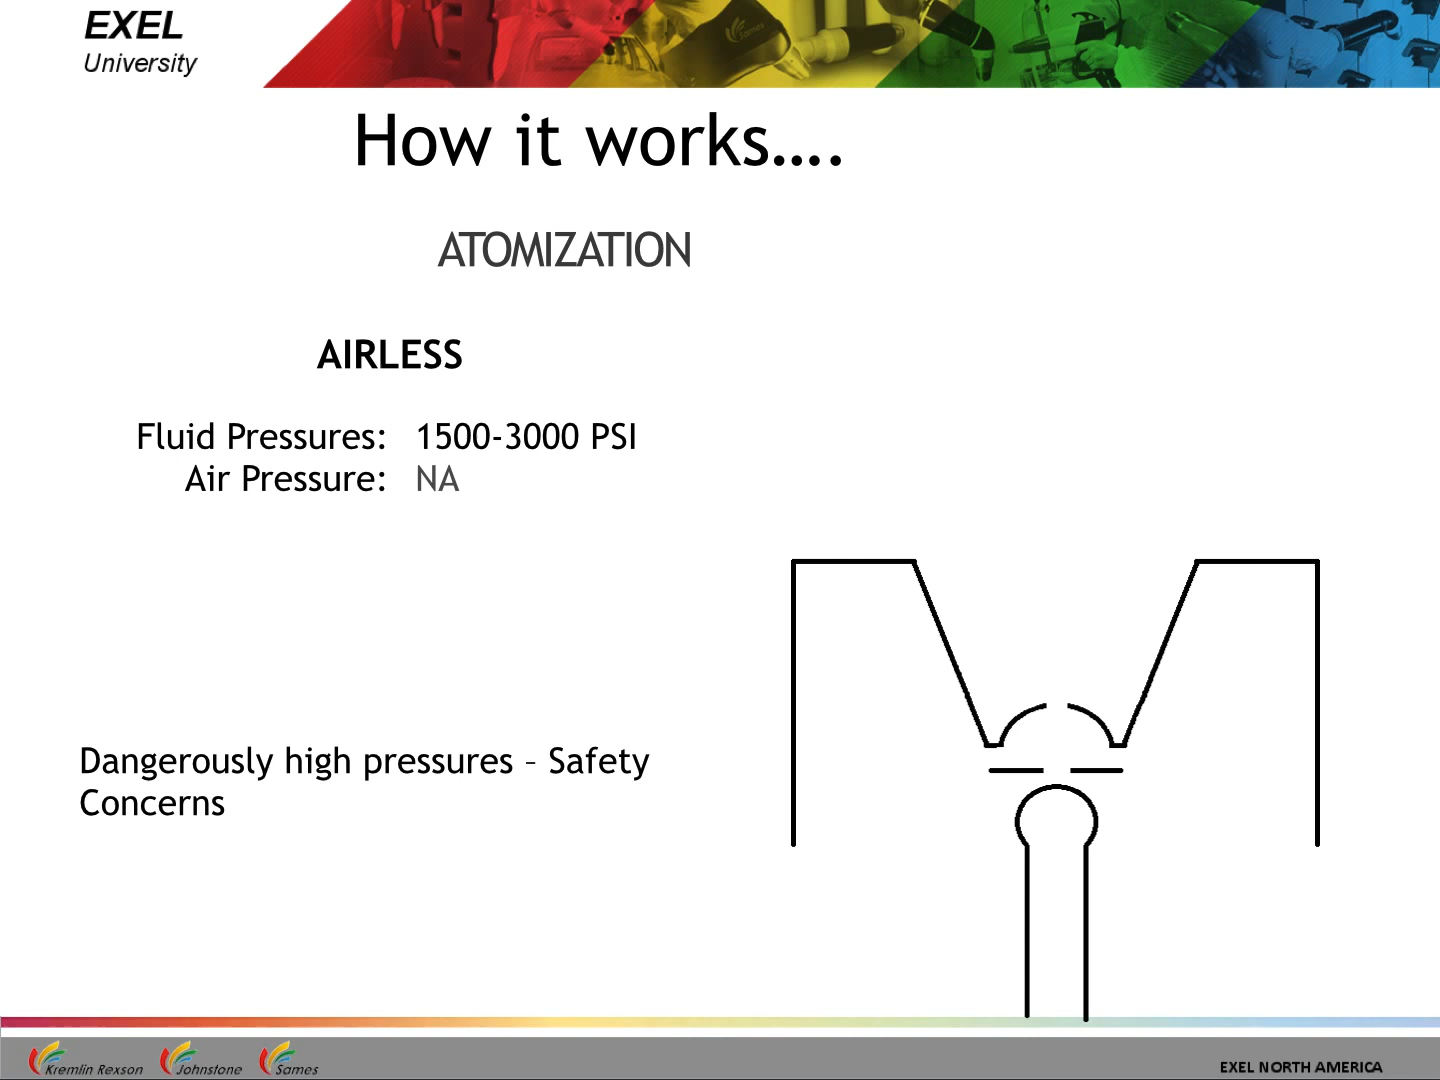 EXEL
University
Sames
How it works….
ATOMIZATION
AIRLESS
Fluid Pressures: 1500-3000 PSI
Air Pressure: NA
Dangerously high pressures – Safety
Concerns
Kremlin Rexson Johnstone Sames
EXEL NORTH AMERICA